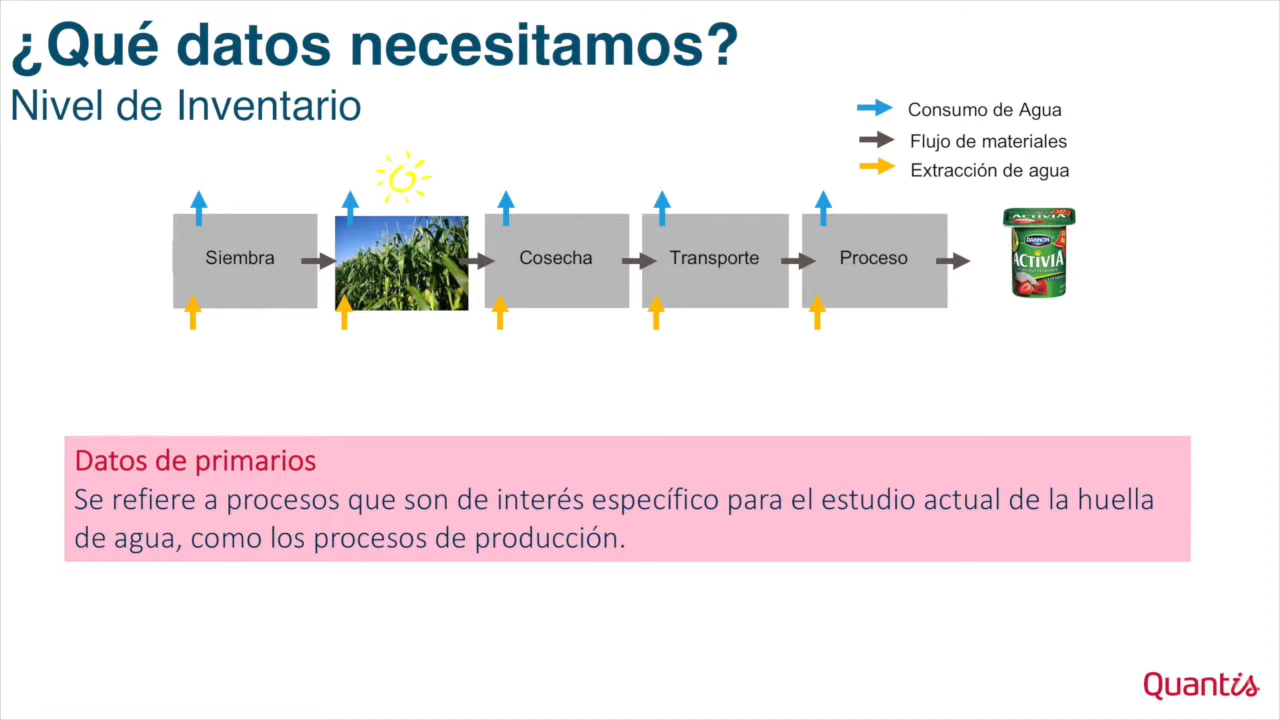 ¿Qué datos necesitamos?
Nivel de Inventario
Consumo de Agua
Flujo de materiales
Extracción de agua
Siembra
Cosecha
Transporte
Proceso
DANNON
ACTIVIA
Datos de primarios
Se refiere a procesos que son de interés específico para el estudio actual de la huella
de agua, como los procesos de producción.
Quantis